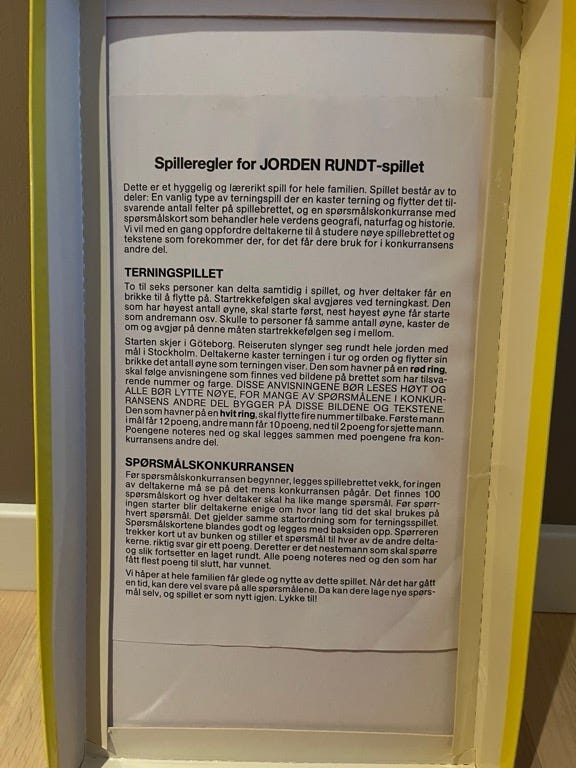 Spilleregler for JORDEN RUNDT-spillet
Dette er et hyggelig og lærerikt spill for hele familien. Spillet består av to
deler: En vanlig type av terningspill der en kaster terning og flytter det til-
svarende antall felter på spillebrettet, og en spørsmålskonkurranse med
spørsmålskort som behandler hele verdens geografi, naturfag og historie.
Vi vil med en gang oppfordre deltakerne til å studere nøye spillebrettet og
tekstene som forekommer der, for det får dere bruk for i konkurransens
andre del.
TERNINGSPILLET
To til seks personer kan delta samtidig i spillet, og hver deltaker får en
brikke til å flytte på. Startrekkefølgen skal avgjøres ved terningkast. Den
som har høyest antall øyne, skal starte først, nest høyest øyne får starte
som andremann osv. Skulle to personer få samme antall øyne, kaster de
om og avgjør på denne måten startrekkefølgen seg i mellom.
Starten skjer i Göteborg. Reiseruten slynger seg rundt hele jorden med
mål i Stockholm. Deltakerne kaster terningen i tur og orden og flytter sin
brikke det antall øyne som terningen viser. Den som havner på en rød ring,
skal følge anvisningene som finnes ved bildene på brettet som har tilsva-
rende nummer og farge. DISSE ANVISNINGENE BØR LESES HØYT OG
ALLE BØR LYTTE NØYE, FOR MANGE AV SPØRSMÅLENE I KONKUR-
RANSENS ANDRE DEL BYGGER PÅ DISSE BILDENE OG TEKSTENE.
Den som havner på en hvit ring, skal flytte fire nummer tilbake. Første mann
i mål får 12 poeng, andre mann får 10 poeng, ned til 2 poeng for sjette mann.
Poengene noteres ned og skal legges sammen med poengene fra kon-
kurransens andre del.
SPØRSMÅLSKONKURRANSEN
Før spørsmålskonkurransen begynner, legges spillebrettet vekk, for ingen
av deltakerne må se på det mens konkurransen pågår. Det finnes 100
spørsmålskort og hver deltaker skal ha like mange spørsmål. Før spørr-
ingen starter blir deltakerne enige om hvor lang tid det skal brukes på
hvert spørsmål. Det gjelder samme startordning som for terningsspillet.
Spørsmålskortene blandes godt og legges med baksiden opp. Spørreren
trekker kort ut av bunken og stiller et spørsmål til hver av de andre delta-
kerne. riktig svar gir ett poeng. Deretter er det nestemann som skal spørre
og slik fortsetter en laget rundt. Alle poeng noteres ned og den som har
fått flest poeng til slutt, har vunnet.
Vi håper at hele familien får glede og nytte av dette spillet. Når det har gått
en tid, kan dere vel svare på alle spørsmålene. Da kan dere lage nye spørs-
mål selv, og spillet er som nytt igjen. Lykke til!